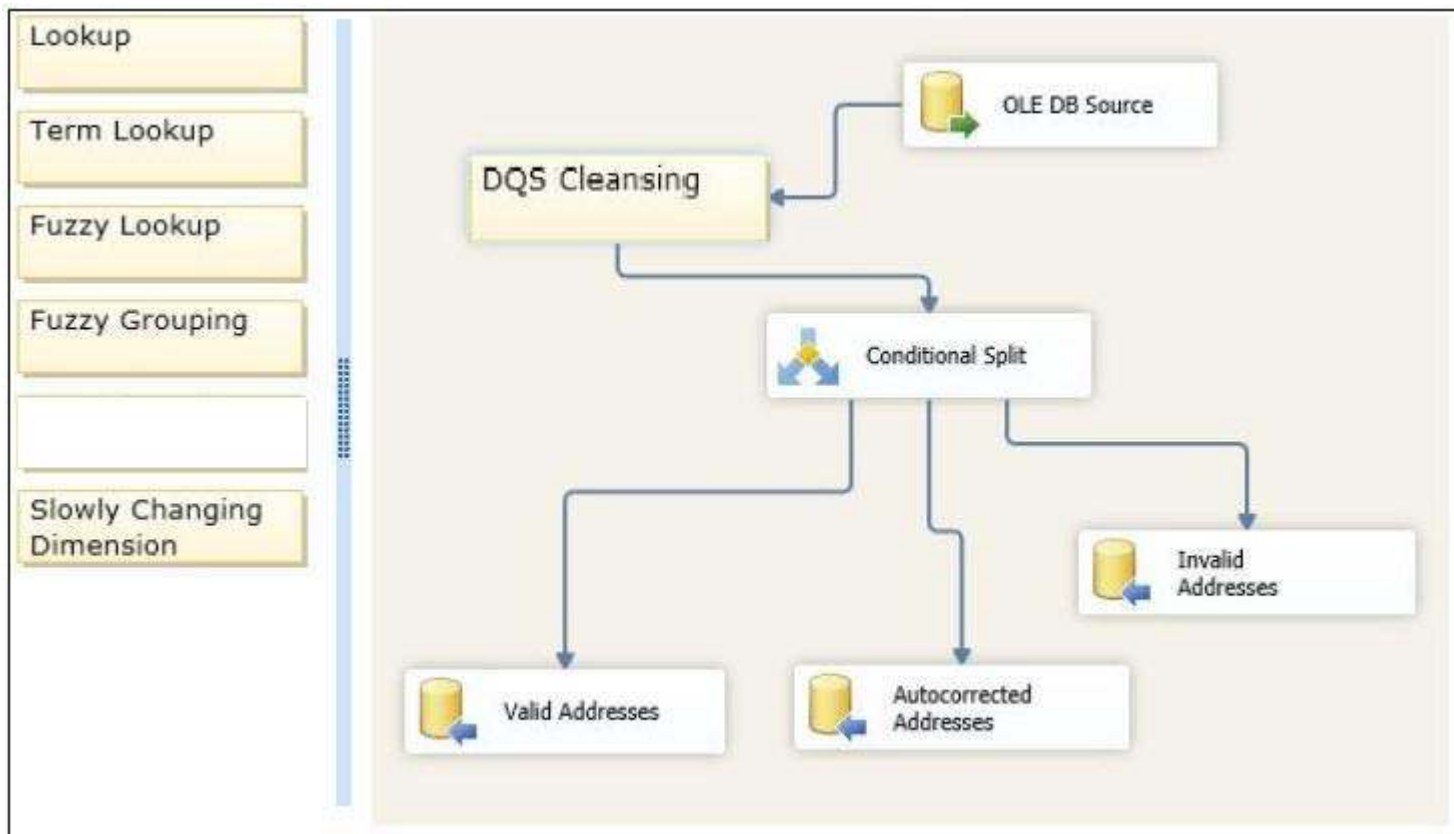 Lookup
Term Lookup
Fuzzy Lookup
Fuzzy Grouping
Slowly Changing
Dimension
OLE DB Source
DQS Cleansing
Conditional Split
Invalid
Addresses
Valid Addresses
Autocorrected
Addresses